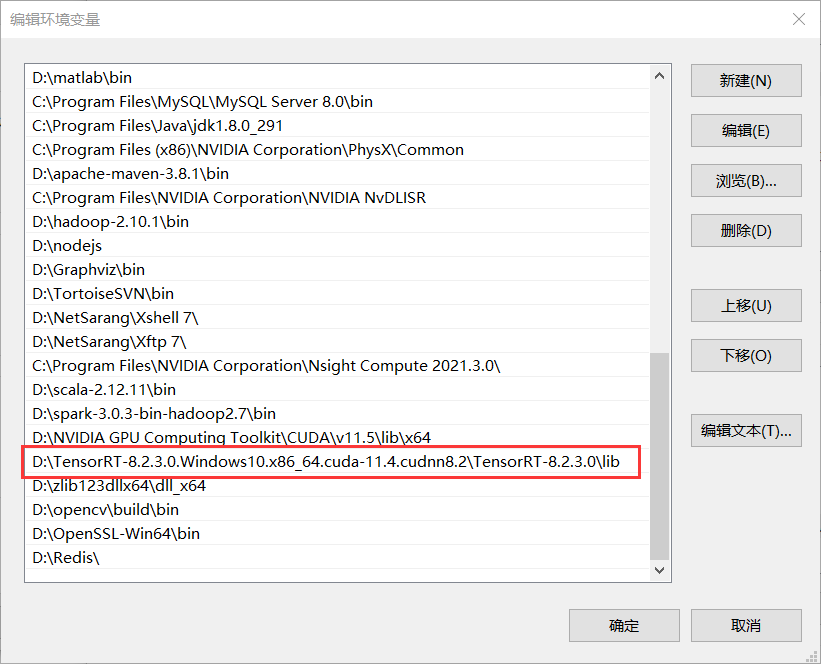 编辑环境变量
D:\matlab\bin
C:\Program Files\MySQL\MySQL Server 8.0\bin
C:\Program Files\Java\jdk1.8.0_291
C:\Program Files (x86)\NVIDIA Corporation\PhysX\Common
D:\apache-maven-3.8.1\bin
C:\Program Files\NVIDIA Corporation\NVIDIA NvDLISR
D:\hadoop-2.10.1\bin
D:\nodejs
D:\Graphviz\bin
D:\TortoiseSVN\bin
D:\NetSarang\Xshell 7\
D:\NetSarang\Xftp 7\
C:\Program Files\NVIDIA Corporation\Nsight Compute 2021.3.0\
D:\scala-2.12.11\bin
D:\spark-3.0.3-bin-hadoop2.7\bin
D:\NVIDIA GPU Computing Toolkit\CUDA\v11.5\lib\x64
D:\TensorRT-8.2.3.0.Windows10.x86_64.cuda-11.4.cudnn8.2\TensorRT-8.2.3.0\lib
D:\zlib123dllx64\dll_x64
D:\opencv\build\bin
D:\OpenSSL-Win64\bin
D:\Redis\
新建(N)
编辑(E)
浏览(B)...
删除(D)
上移(U)
下移(O)
编辑文本(T)...
确定
取消